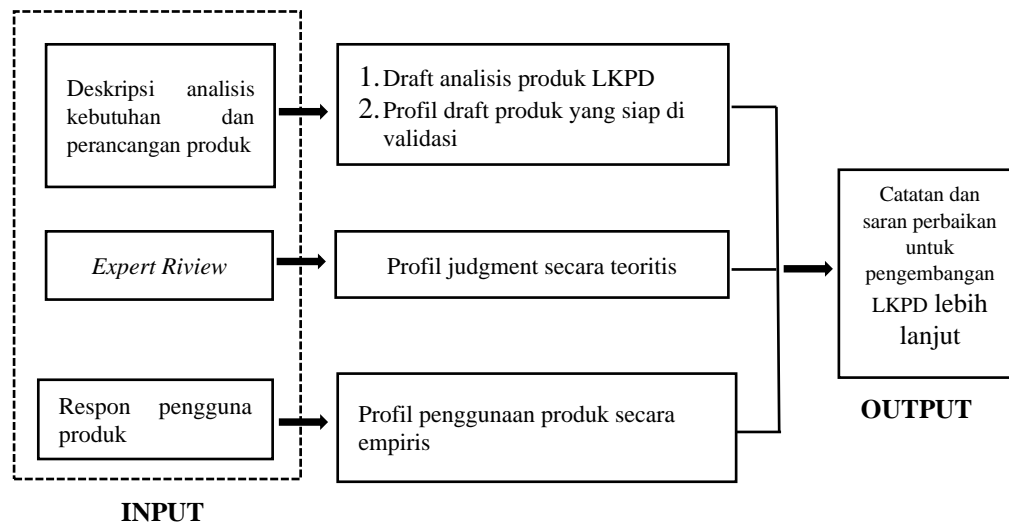 Deskripsi analisis
kebutuhan dan
perancangan produk
1. Draft analisis produk LKPD
2. Profil draft produk yang siap di
validasi
Expert Riview
Profil judgment secara teoritis
Catatan dan
saran perbaikan
untuk
pengembangan
LKPD lebih
lanjut
Respon pengguna
produk
Profil penggunaan produk secara
empiris
OUTPUT
INPUT